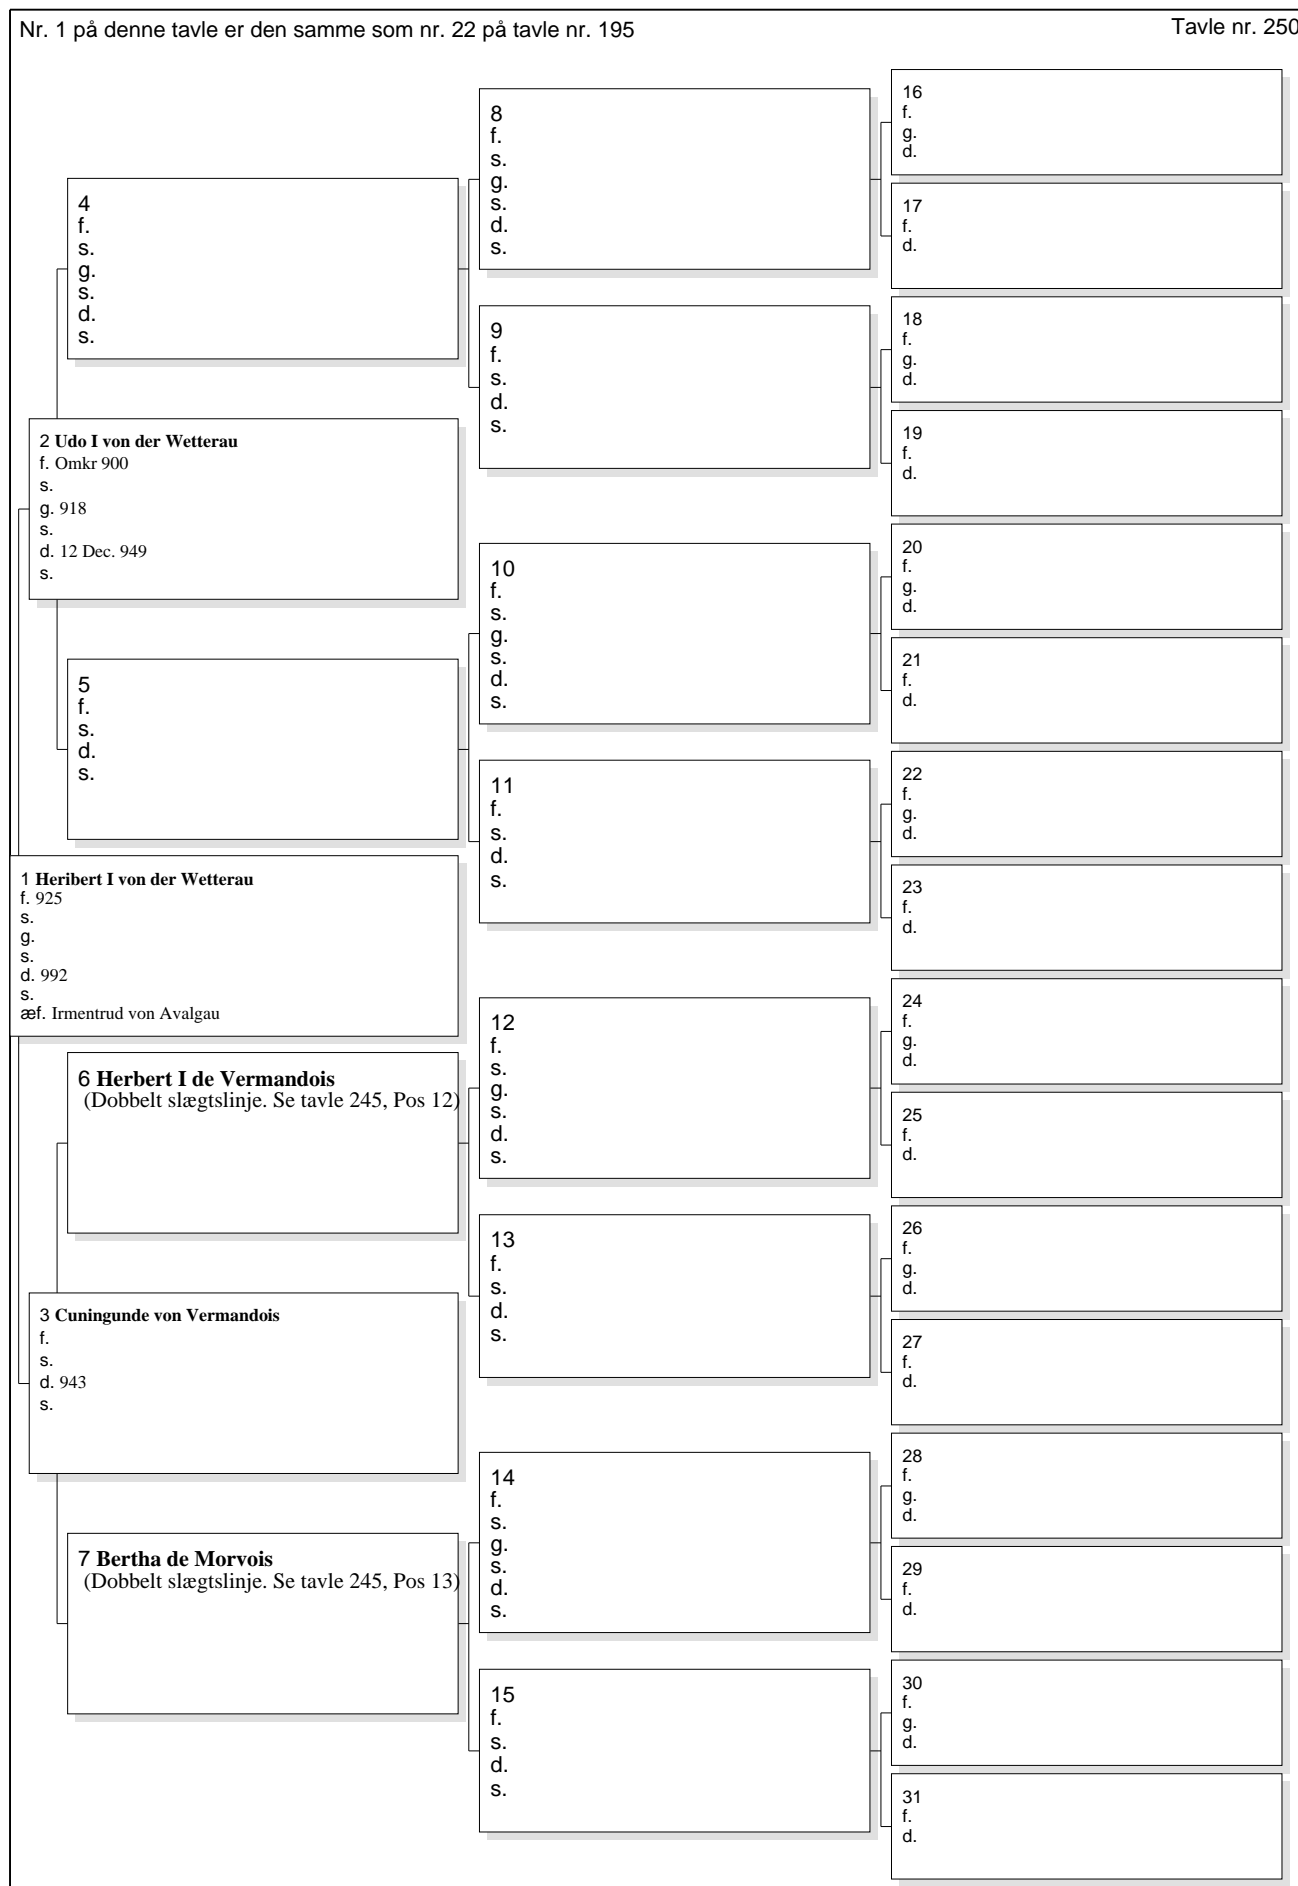 Nr. 1 på denne tavle er den samme som nr. 22 på tavle nr. 195
Tavle nr. 250
16
f.
g.
d.
8
f.
s.
g.
s.
d.
s.
17
f.
d.
4
f.
s.
g.
s.
d.
s.
18
f.
g.
d.
9
f.
s.
d.
s.
19
f.
d.
2 Udo I von der Wetterau
f. Omkr 900
s.
g. 918
s.
d. 12 Dec. 949
s.
20
f.
g.
d.
10
f.
s.
g.
s.
d.
s.
21
f.
d.
5
f.
s.
d.
s.
22
f.
g.
d.
11
f.
s.
d.
s.
23
f.
d.
1 Heribert I von der Wetterau
f. 925
s.
g.
s.
d. 992
s.
æf. Irmentrud von Avalgau
24
f.
g.
d.
12
f.
s.
g.
s.
d.
s.
25
f.
d.
6 Herbert I de Vermandois
(Dobbelt slægtslinje. Se tavle 245, Pos 12)
26
f.
g.
d.
13
f.
s.
d.
s.
27
f.
d.
3 Cuningunde von Vermandois
f.
s.
d. 943
s.
28
f.
g.
d.
14
f.
s.
g.
s.
d.
s.
29
f.
d.
7 Bertha de Morvois
(Dobbelt slægtslinje. Se tavle 245, Pos 13)
30
f.
g.
d.
15
f.
s.
d.
s.
31
f.
d.